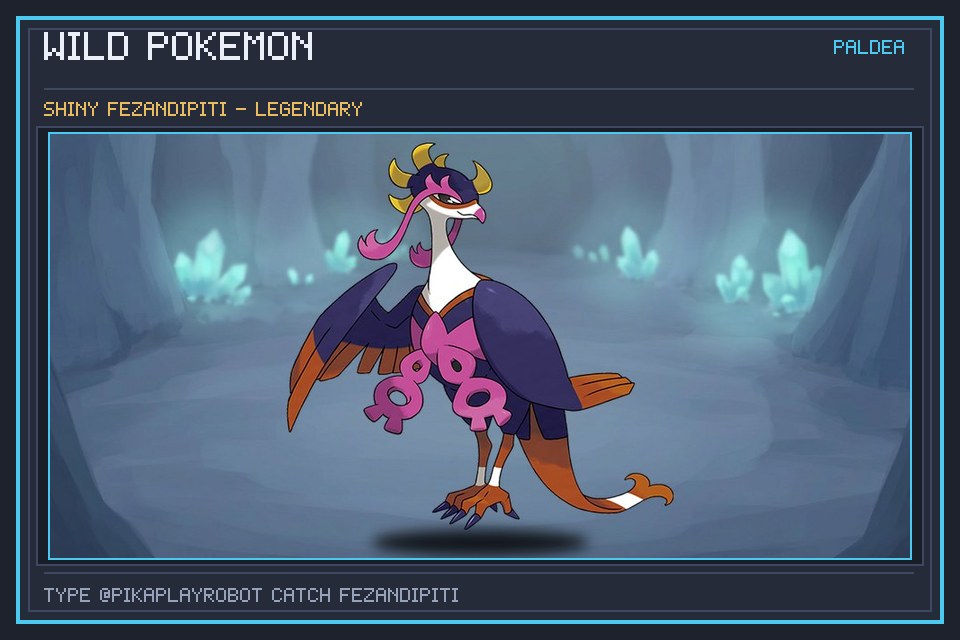 WILD POKEMON
PALDEA
SHINY FEZANDIPITI - LEGENDARY
TYPE @PIKAPLAYROBOT CATCH FEZANDIPITI